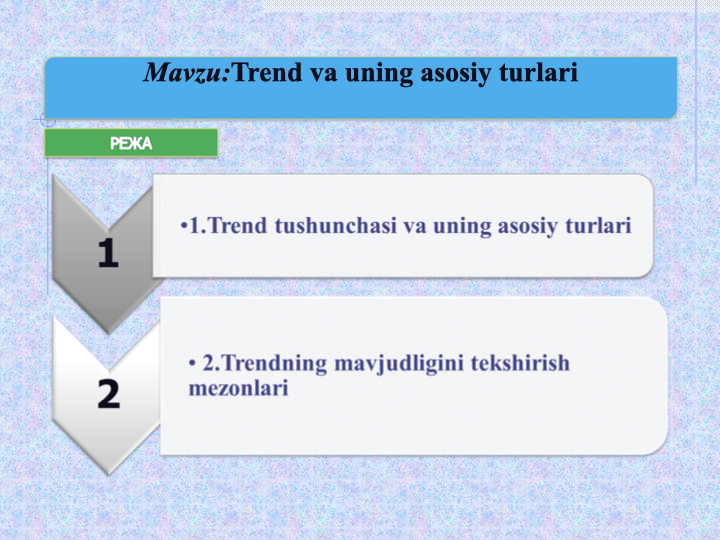 Mavzu:Trend va uning asosiy turlari
РЕЖА
1
•1.Trend tushunchasi va uning asosiy turlari
2
• 2.Trendning mavjudligini tekshirish
mezonlari